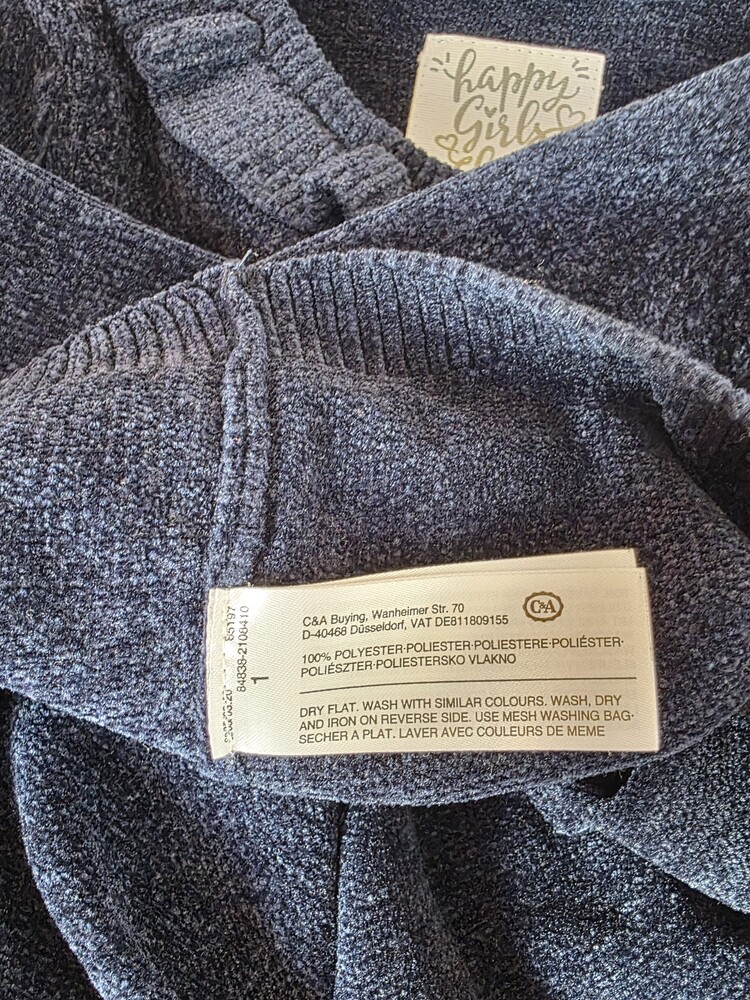 happy
Girls
C&A Buying, Wanheimer Str. 70
D-40468 Düsseldorf, VAT DE811809155
C&A
100% POLYESTER·POLIESTER·POLIESTERE·POLIÉSTER·
POLIÉSZTER·POLIESTERSKO VLAKNO
DRY FLAT. WASH WITH SIMILAR COLOURS. WASH, DRY
AND IRON ON REVERSE SIDE. USE MESH WASHING BAG·
SECHER A PLAT. LAVER AVEC COULEURS DE MEME
84838-2108410
1